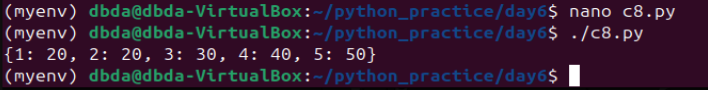 (myenv) dbda@dbda-VirtualBox:~/python_practice/day6$ nano c8.py
(myenv) dbda@dbda-VirtualBox:~/python_practice/day6$ ./c8.py
{1: 20, 2: 20, 3: 30, 4: 40, 5: 50}
(myenv) dbda@dbda-VirtualBox:~/python_practice/day6$